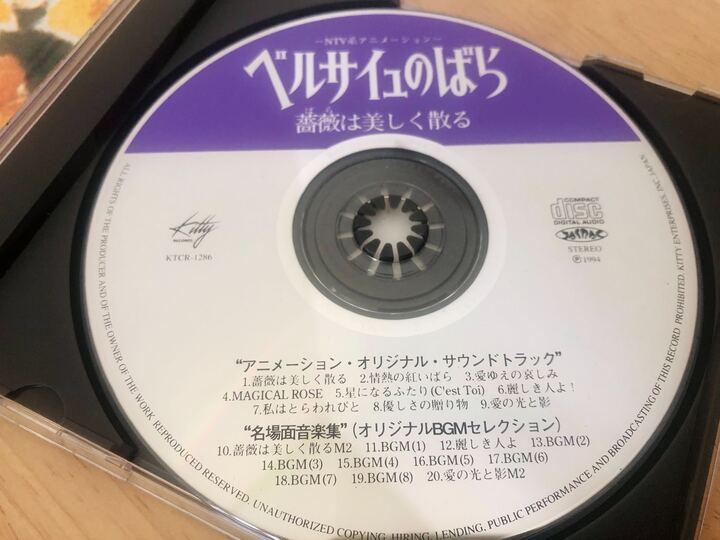 －NTV系アニメーション－
ベルサイユのばら
ばら
薔薇は美しく散る
Kitty
RECORDS
KTCR-1286
COMPACT
disc
DIGITAL AUDIO
JASRAC
STEREO
Ⓟ1994
"アニメーション・オリジナル・サウンドトラック"
1.薔薇は美しく散る 2.情熱の紅いばら 3.愛ゆえの哀しみ
4.MAGICAL ROSE 5.星になるふたり(C'est Toi) 6.麗しき人よ!
7.私はとらわれびと 8.優しさの贈り物 9.愛の光と影
"名場面音楽集"(オリジナルBGMセレクション)
10.薔薇は美しく散るM2 11.BGM(1) 12.麗しき人よ 13.BGM(2)
14.BGM(3) 15.BGM(4) 16.BGM(5) 17.BGM(6)
18.BGM(7) 19.BGM(8) 20.愛の光と影M2
ALL RIGHTS OF THE PRODUCER AND OF THE OWNER OF THE WORK REPRODUCED RESERVED. UNAUTHORIZED COPYING, HIRING, LENDING, PUBLIC PERFORMANCE AND BROADCASTING OF THIS RECORD PROHIBITED. KITTY ENTERPRISES, INC. JAPAN